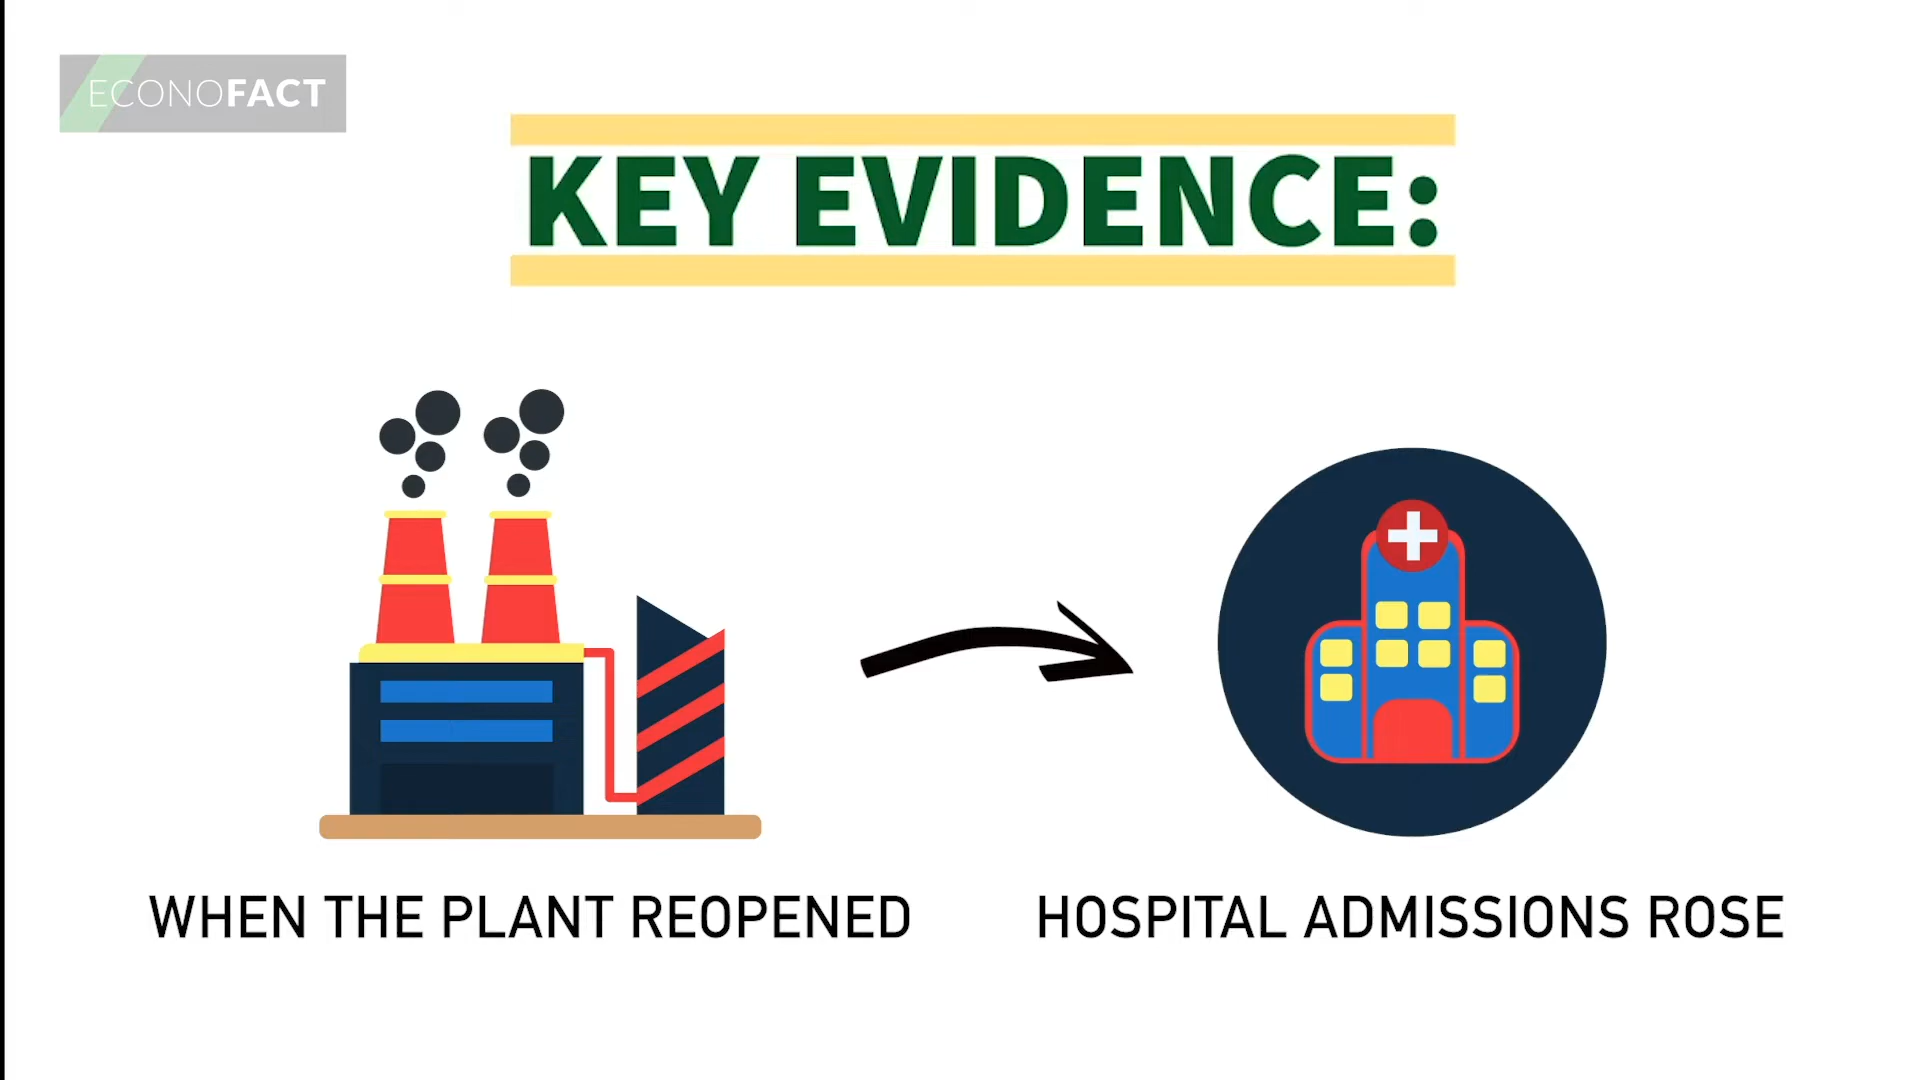 ECONOFACT
KEY EVIDENCE:
WHEN THE PLANT REOPENED
HOSPITAL ADMISSIONS ROSE